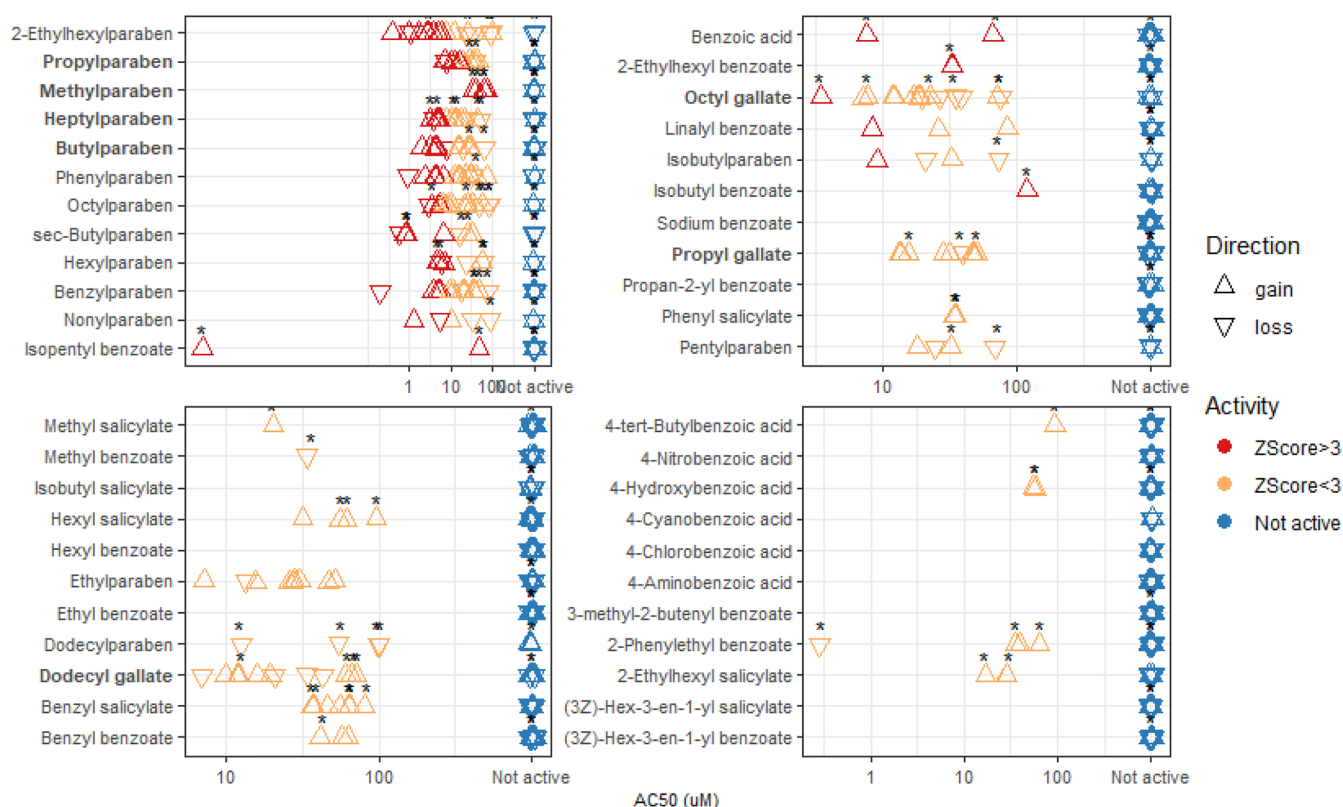 2-Ethylhexylparaben
Propylparaben
Methylparaben
Heptylparaben
Butylparaben
Phenylparaben
Octylparaben
sec-Butylparaben
Hexylparaben
Benzylparaben
Nonylparaben
Isopentyl benzoate
1 10 100 Not active
Benzoic acid
2-Ethylhexyl benzoate
Octyl gallate
Linalyl benzoate
Isobutylparaben
Isobutyl benzoate
Sodium benzoate
Propyl gallate
Propan-2-yl benzoate
Phenyl salicylate
Pentylparaben
10 100 Not active
Methyl salicylate
Methyl benzoate
Isobutyl salicylate
Hexyl salicylate
Hexyl benzoate
Ethylparaben
Ethyl benzoate
Dodecylparaben
Dodecyl gallate
Benzyl salicylate
Benzyl benzoate
10 100 Not active
4-tert-Butylbenzoic acid
4-Nitrobenzoic acid
4-Hydroxybenzoic acid
4-Cyanobenzoic acid
4-Chlorobenzoic acid
4-Aminobenzoic acid
3-methyl-2-butenyl benzoate
2-Phenylethyl benzoate
2-Ethylhexyl salicylate
(3Z)-Hex-3-en-1-yl salicylate
(3Z)-Hex-3-en-1-yl benzoate
1 10 100 Not active
AC50 (uM)
Direction
gain
loss
Activity
ZScore>3
ZScore<3
Not active